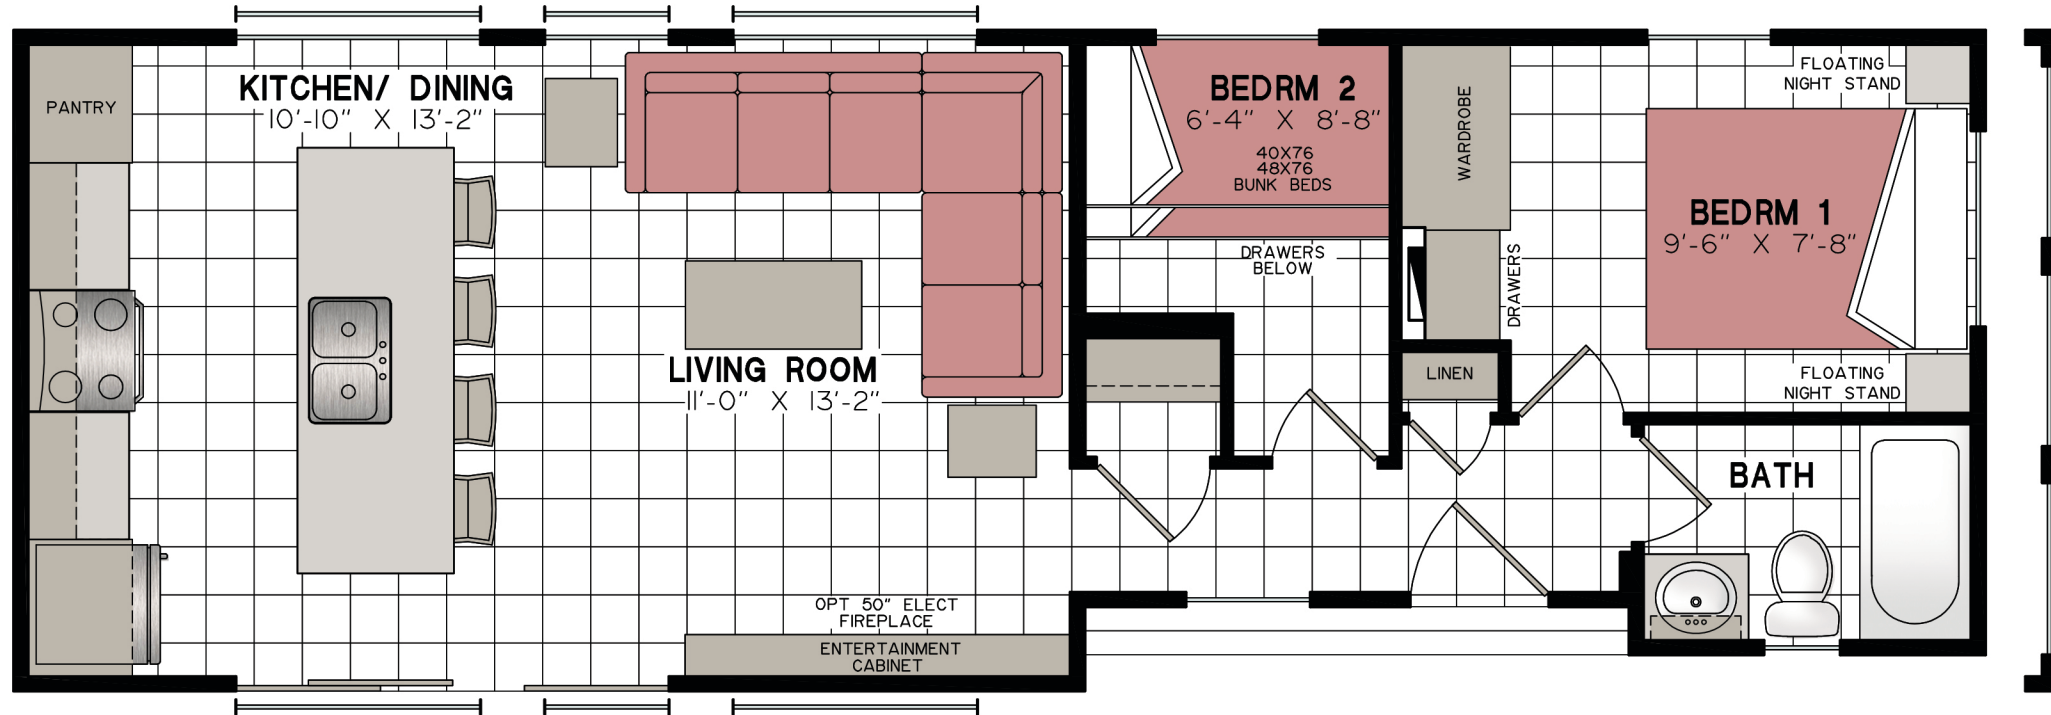 PANTRY
KITCHEN/ DINING
10'-10" X 13'-2"
LIVING ROOM
11'-0" X 13'-2"
OPT 50" ELECT
FIREPLACE
ENTERTAINMENT
CABINET
BEDRM 2
6'-4" X 8'-8"
40X76
48X76
BUNK BEDS
DRAWERS
BELOW
WARDROBE
DRAWERS
LINEN
FLOATING
NIGHT STAND
BEDRM 1
9'-6" X 7'-8"
FLOATING
NIGHT STAND
BATH